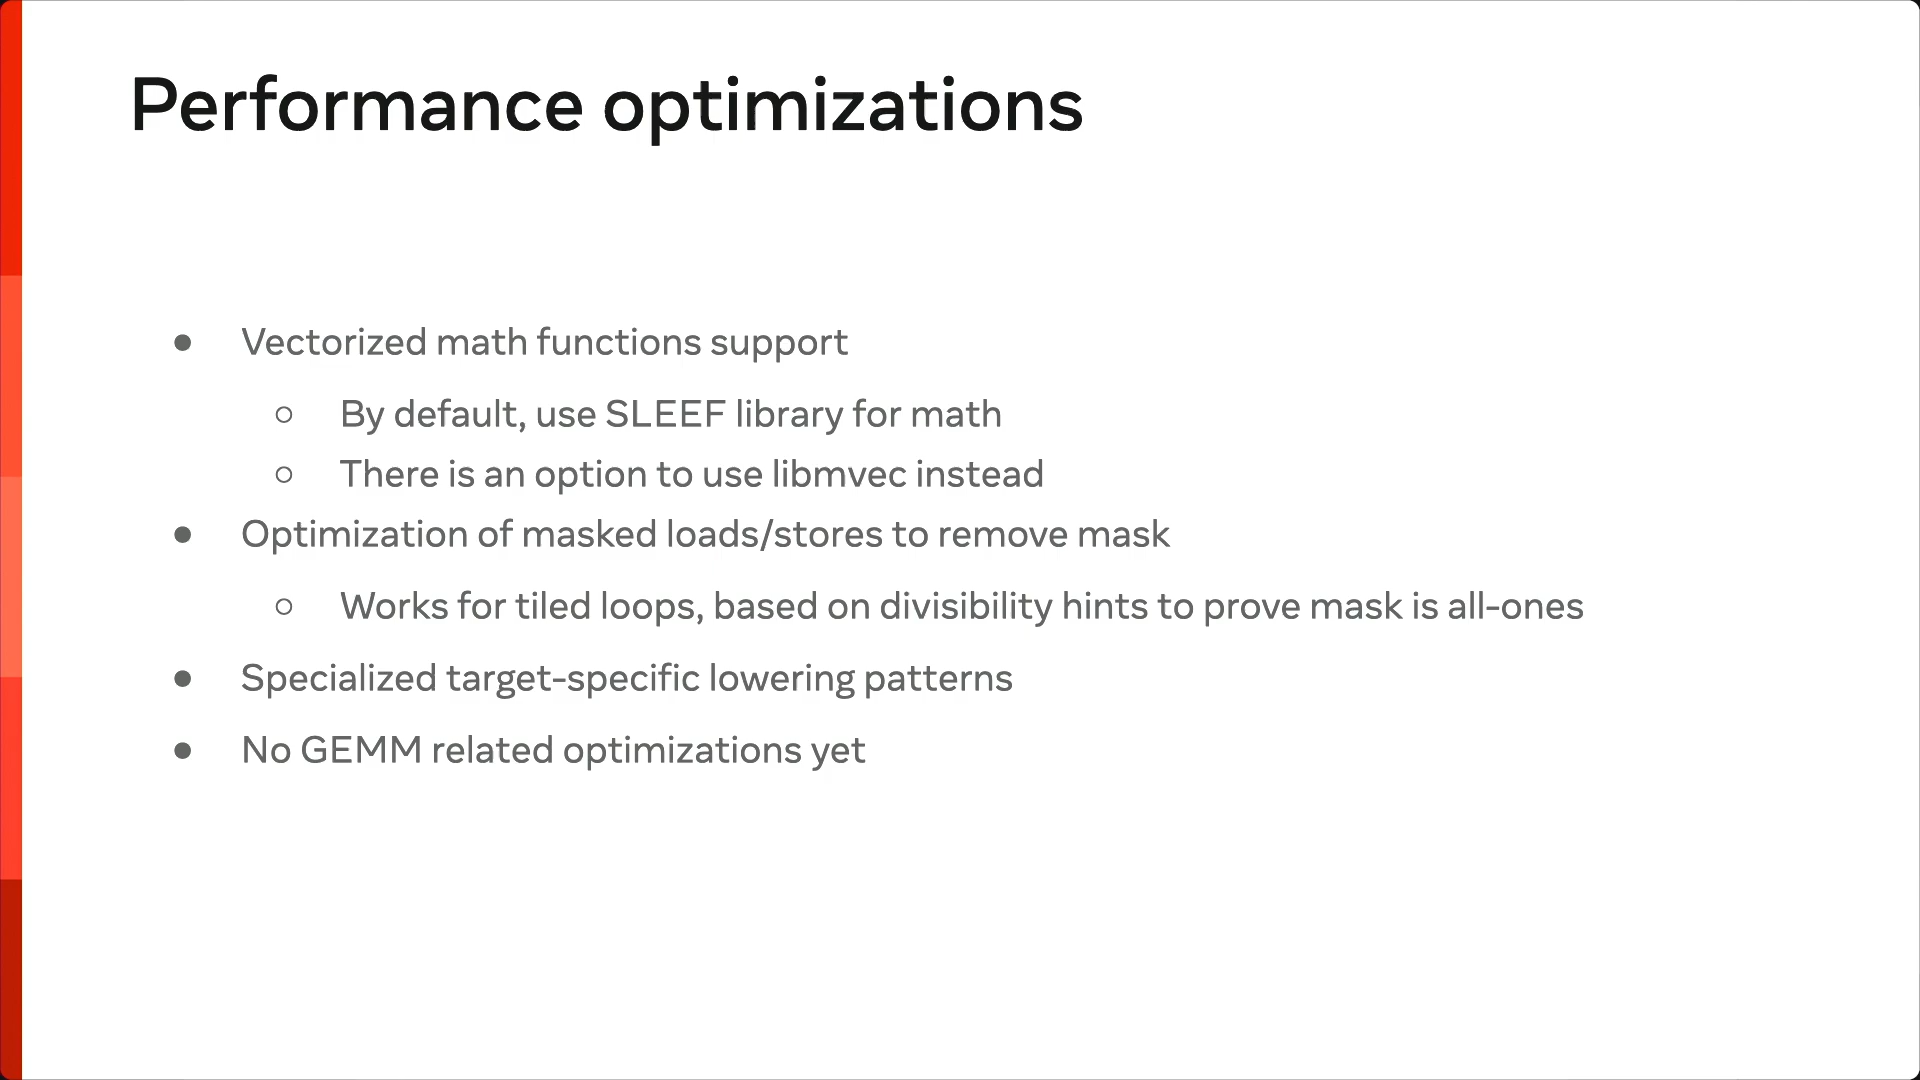 Performance optimizations
● Vectorized math functions support
○ By default, use SLEEF library for math
○ There is an option to use libmvec instead
● Optimization of masked loads/stores to remove mask
○ Works for tiled loops, based on divisibility hints to prove mask is all-ones
● Specialized target-specific lowering patterns
● No GEMM related optimizations yet